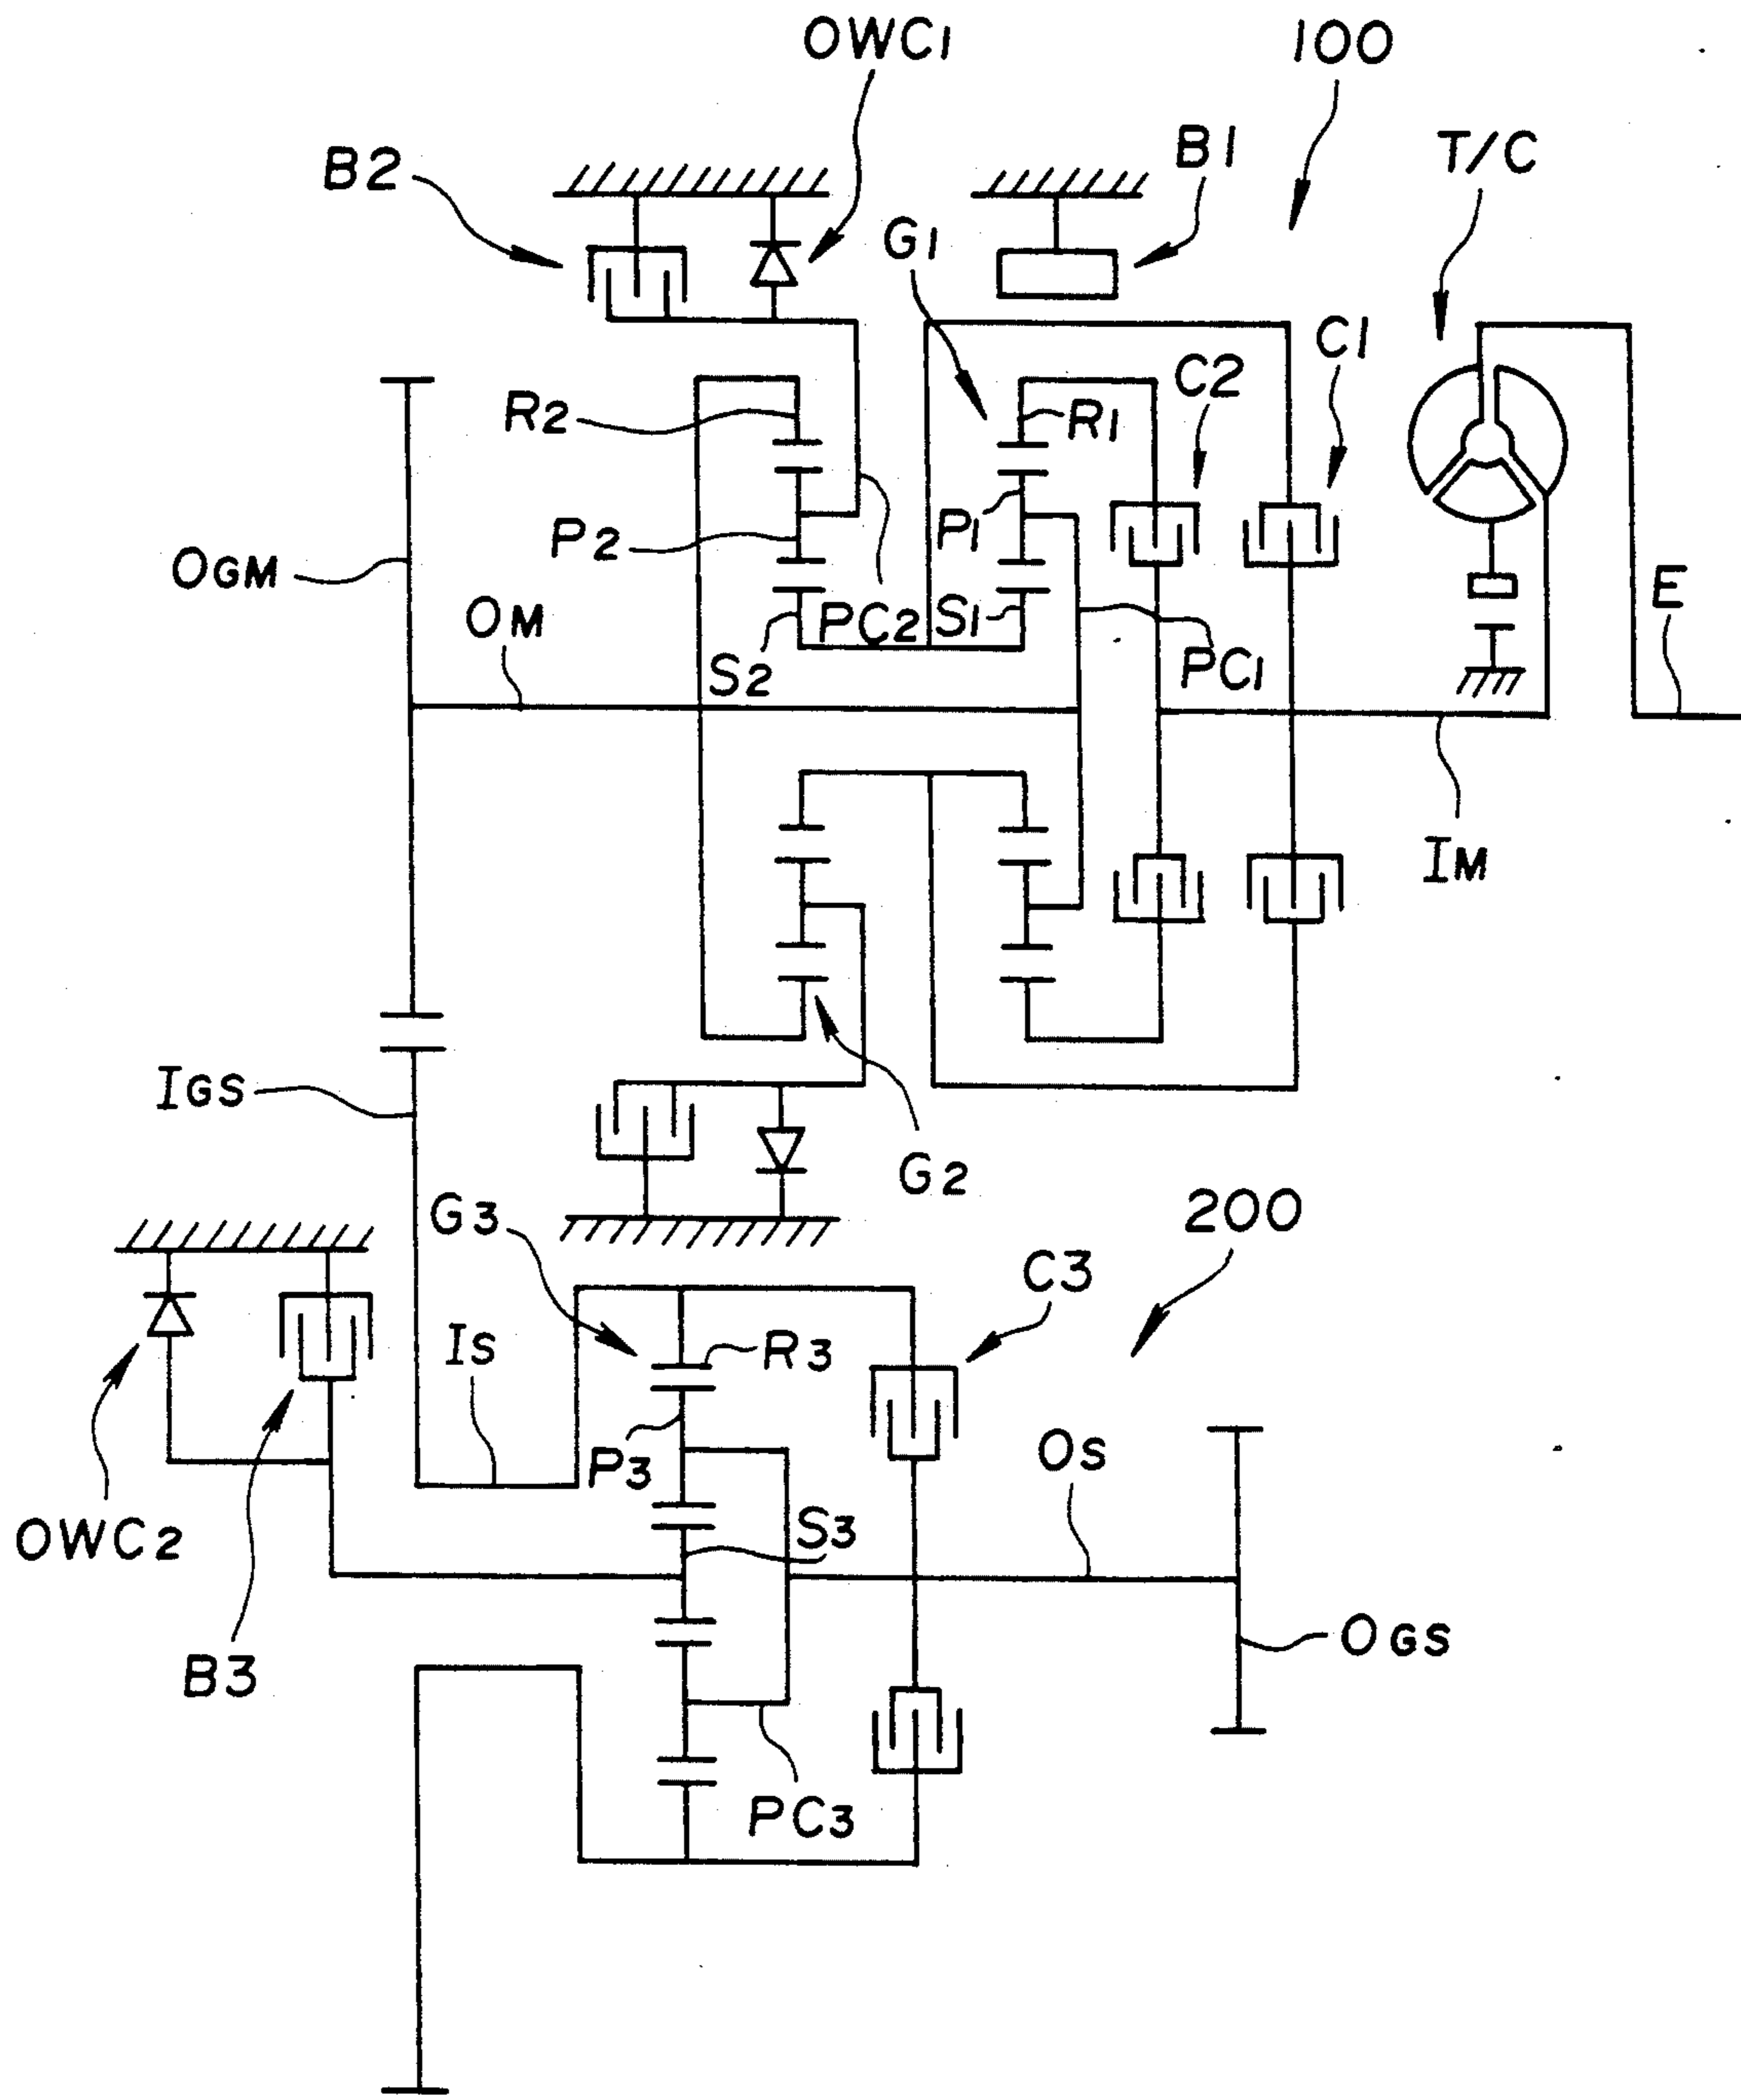 OWC1
100
B2
B1
T/C
G1
C1
C2
R2
R1
P2
P1
OGM
OM
PC2
S1
E
S2
PC1
IM
IGS
G2
G3
200
C3
IS
R3
P3
OS
OWC2
S3
B3
OGS
PC3